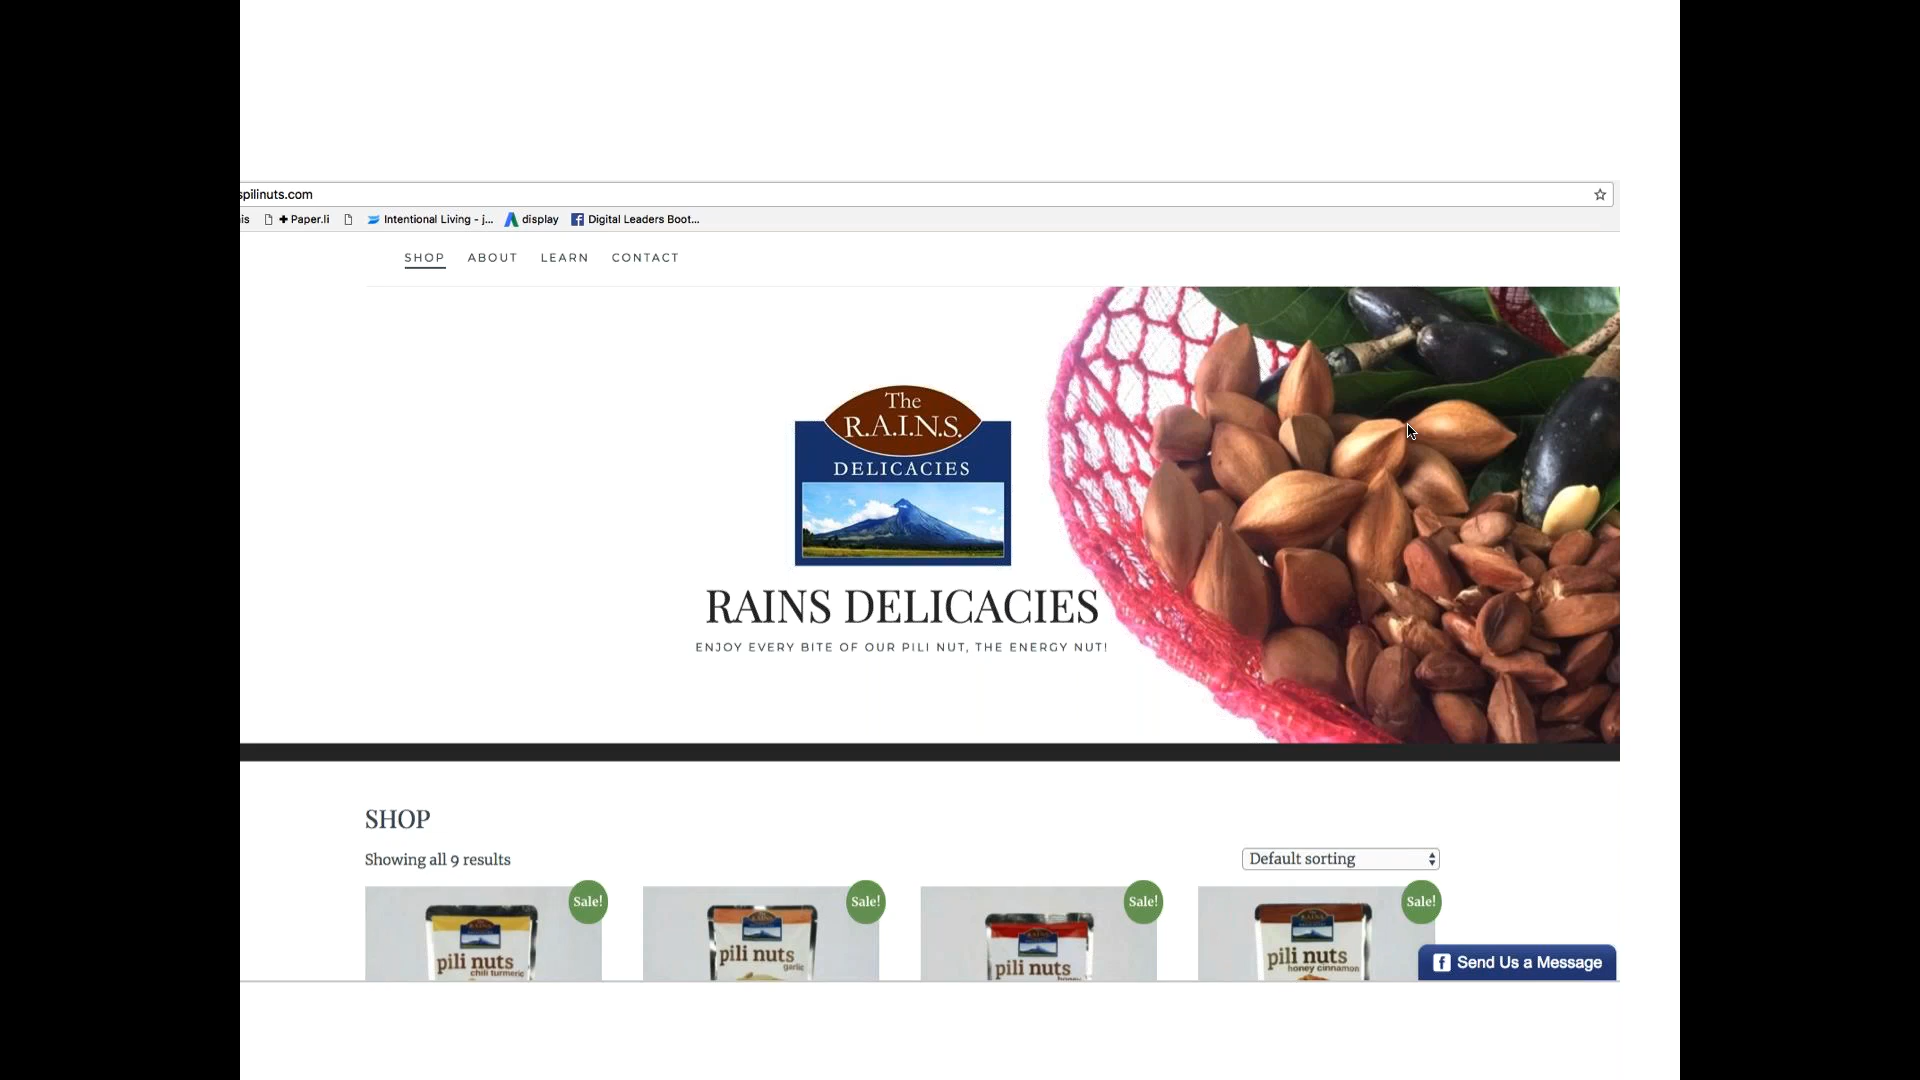 spilinuts.com
is
+ Paper.li
Intentional Living - j...
display
Digital Leaders Boot...
SHOP
ABOUT
LEARN
CONTACT
The
R.A.I.N.S.
DELICACIES
RAINS DELICACIES
ENJOY EVERY BITE OF OUR PILI NUT, THE ENERGY NUT!
SHOP
Showing all 9 results
Default sorting
Sale!
Sale!
Sale!
Sale!
pili nuts
chili turmeric
pili nuts
garlic
pili nuts
honey
pili nuts
honey cinnamon
Send Us a Message